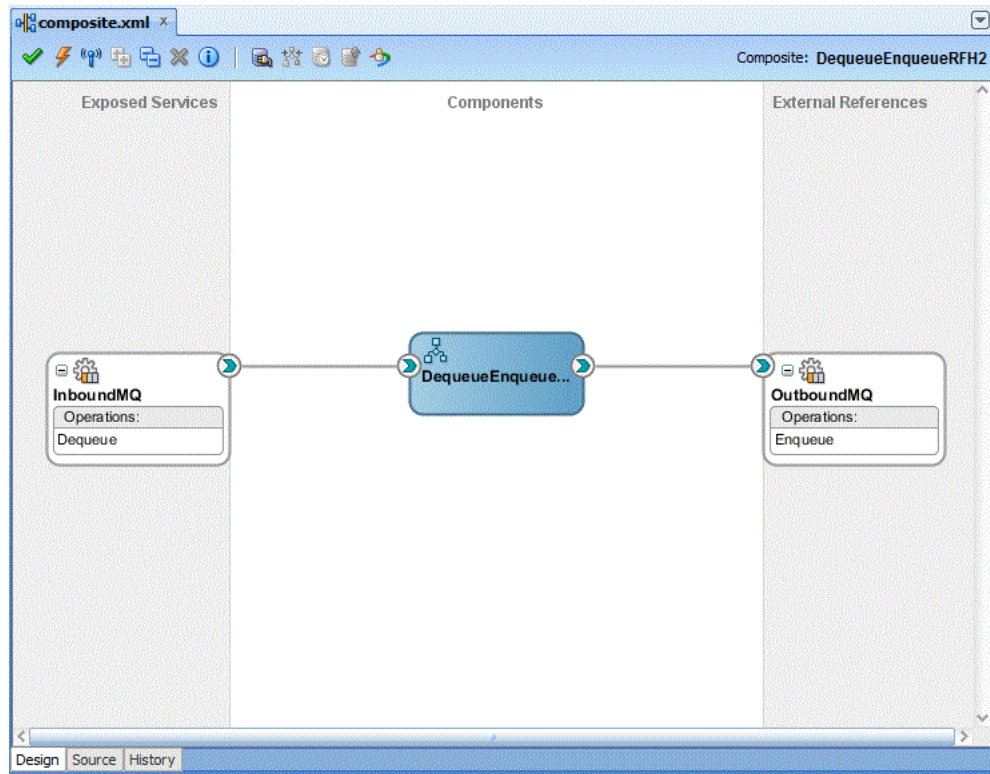 composite.xml
Composite: DequeueEnqueueRFH2
Exposed Services
Components
External References
InboundMQ
Operations:
Dequeue
DequeueEnqueue...
OutboundMQ
Operations:
Enqueue
Design Source History